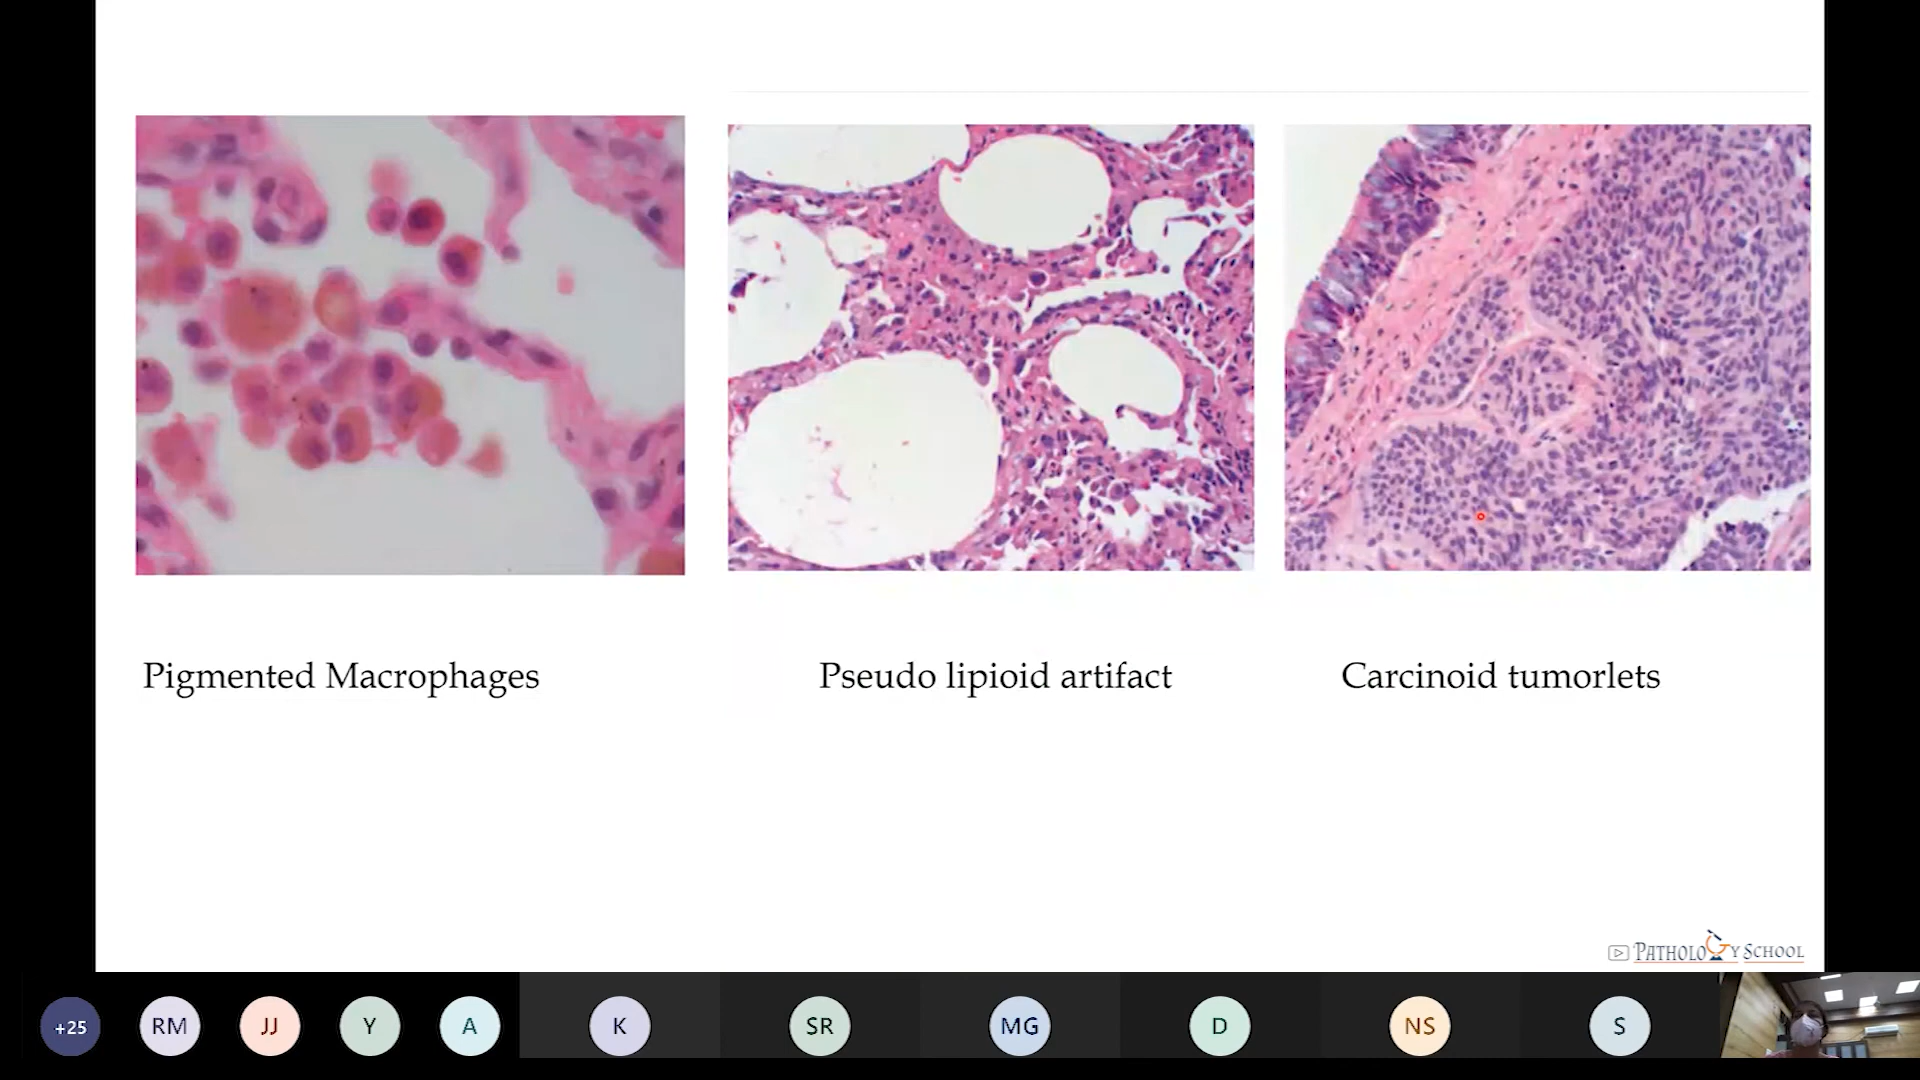 Pigmented Macrophages
Pseudo lipioid artifact
Carcinoid tumorlets
PATHOLOGY SCHOOL
+25
RM
JJ
Y
A
K
SR
MG
D
NS
S